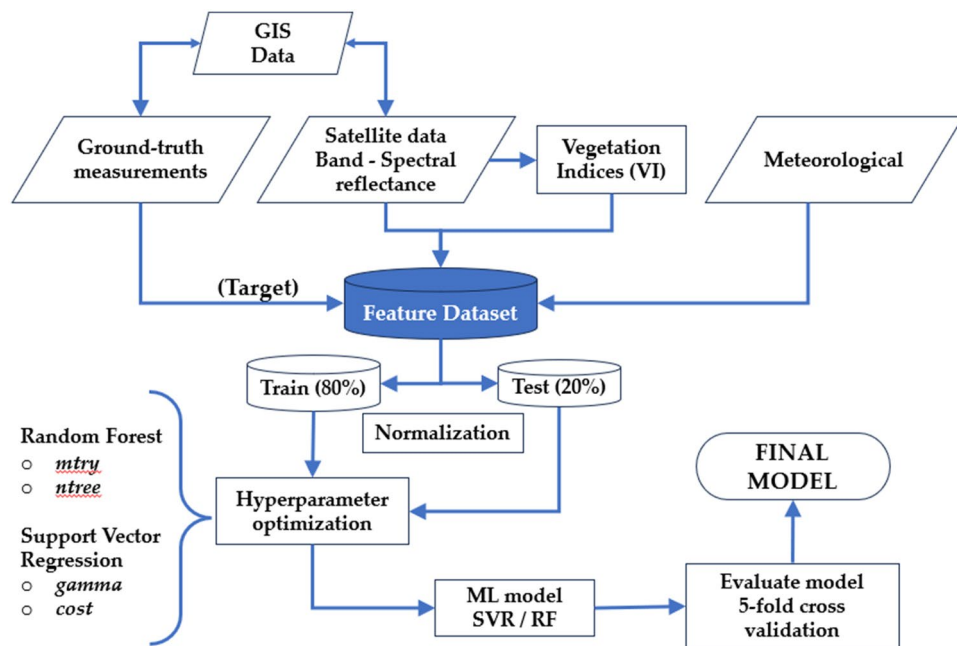 GIS
Data
Ground-truth
measurements
Satellite data
Band - Spectral
reflectance
Vegetation
Indices (VI)
Meteorological
(Target)
Feature Dataset
Train (80%)
Test (20%)
Normalization
Random Forest
o mtry
o ntree
Support Vector
Regression
o gamma
o cost
Hyperparameter
optimization
ML model
SVR / RF
Evaluate model
5-fold cross
validation
FINAL
MODEL